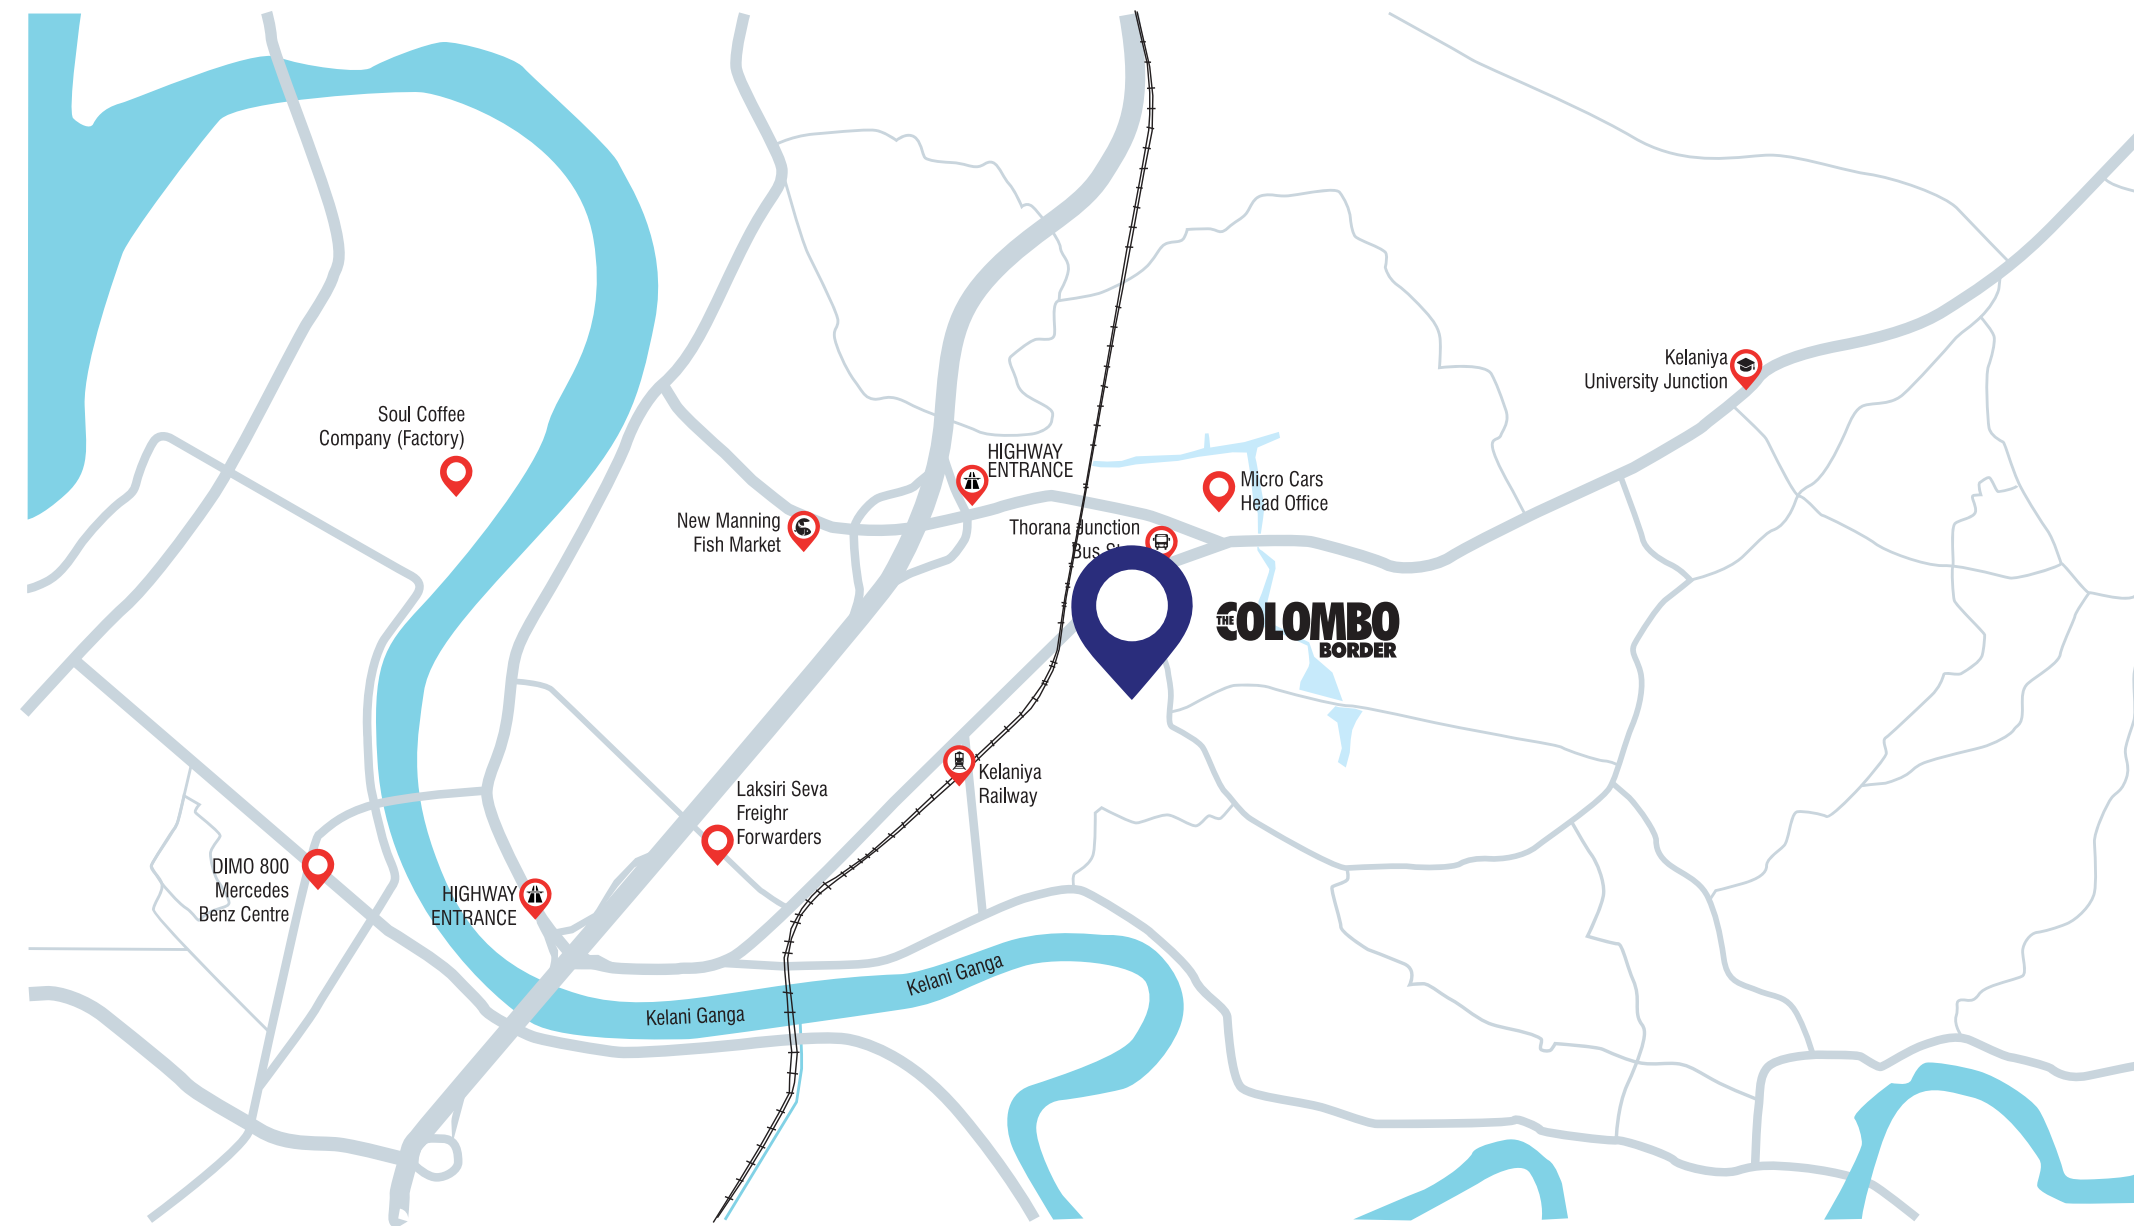 Kelaniya
University Junction
Soul Coffee
Company (Factory)
HIGHWAY
ENTRANCE
Micro Cars
Head Office
New Manning
Fish Market
Thorana Junction
Bus
THE
COLOMBO
BORDER
Kelaniya
Railway
Laksiri Seva
Freighr
Forwarders
DIMO 800
Mercedes
Benz Centre
HIGHWAY
ENTRANCE
Kelani Ganga
Kelani Ganga